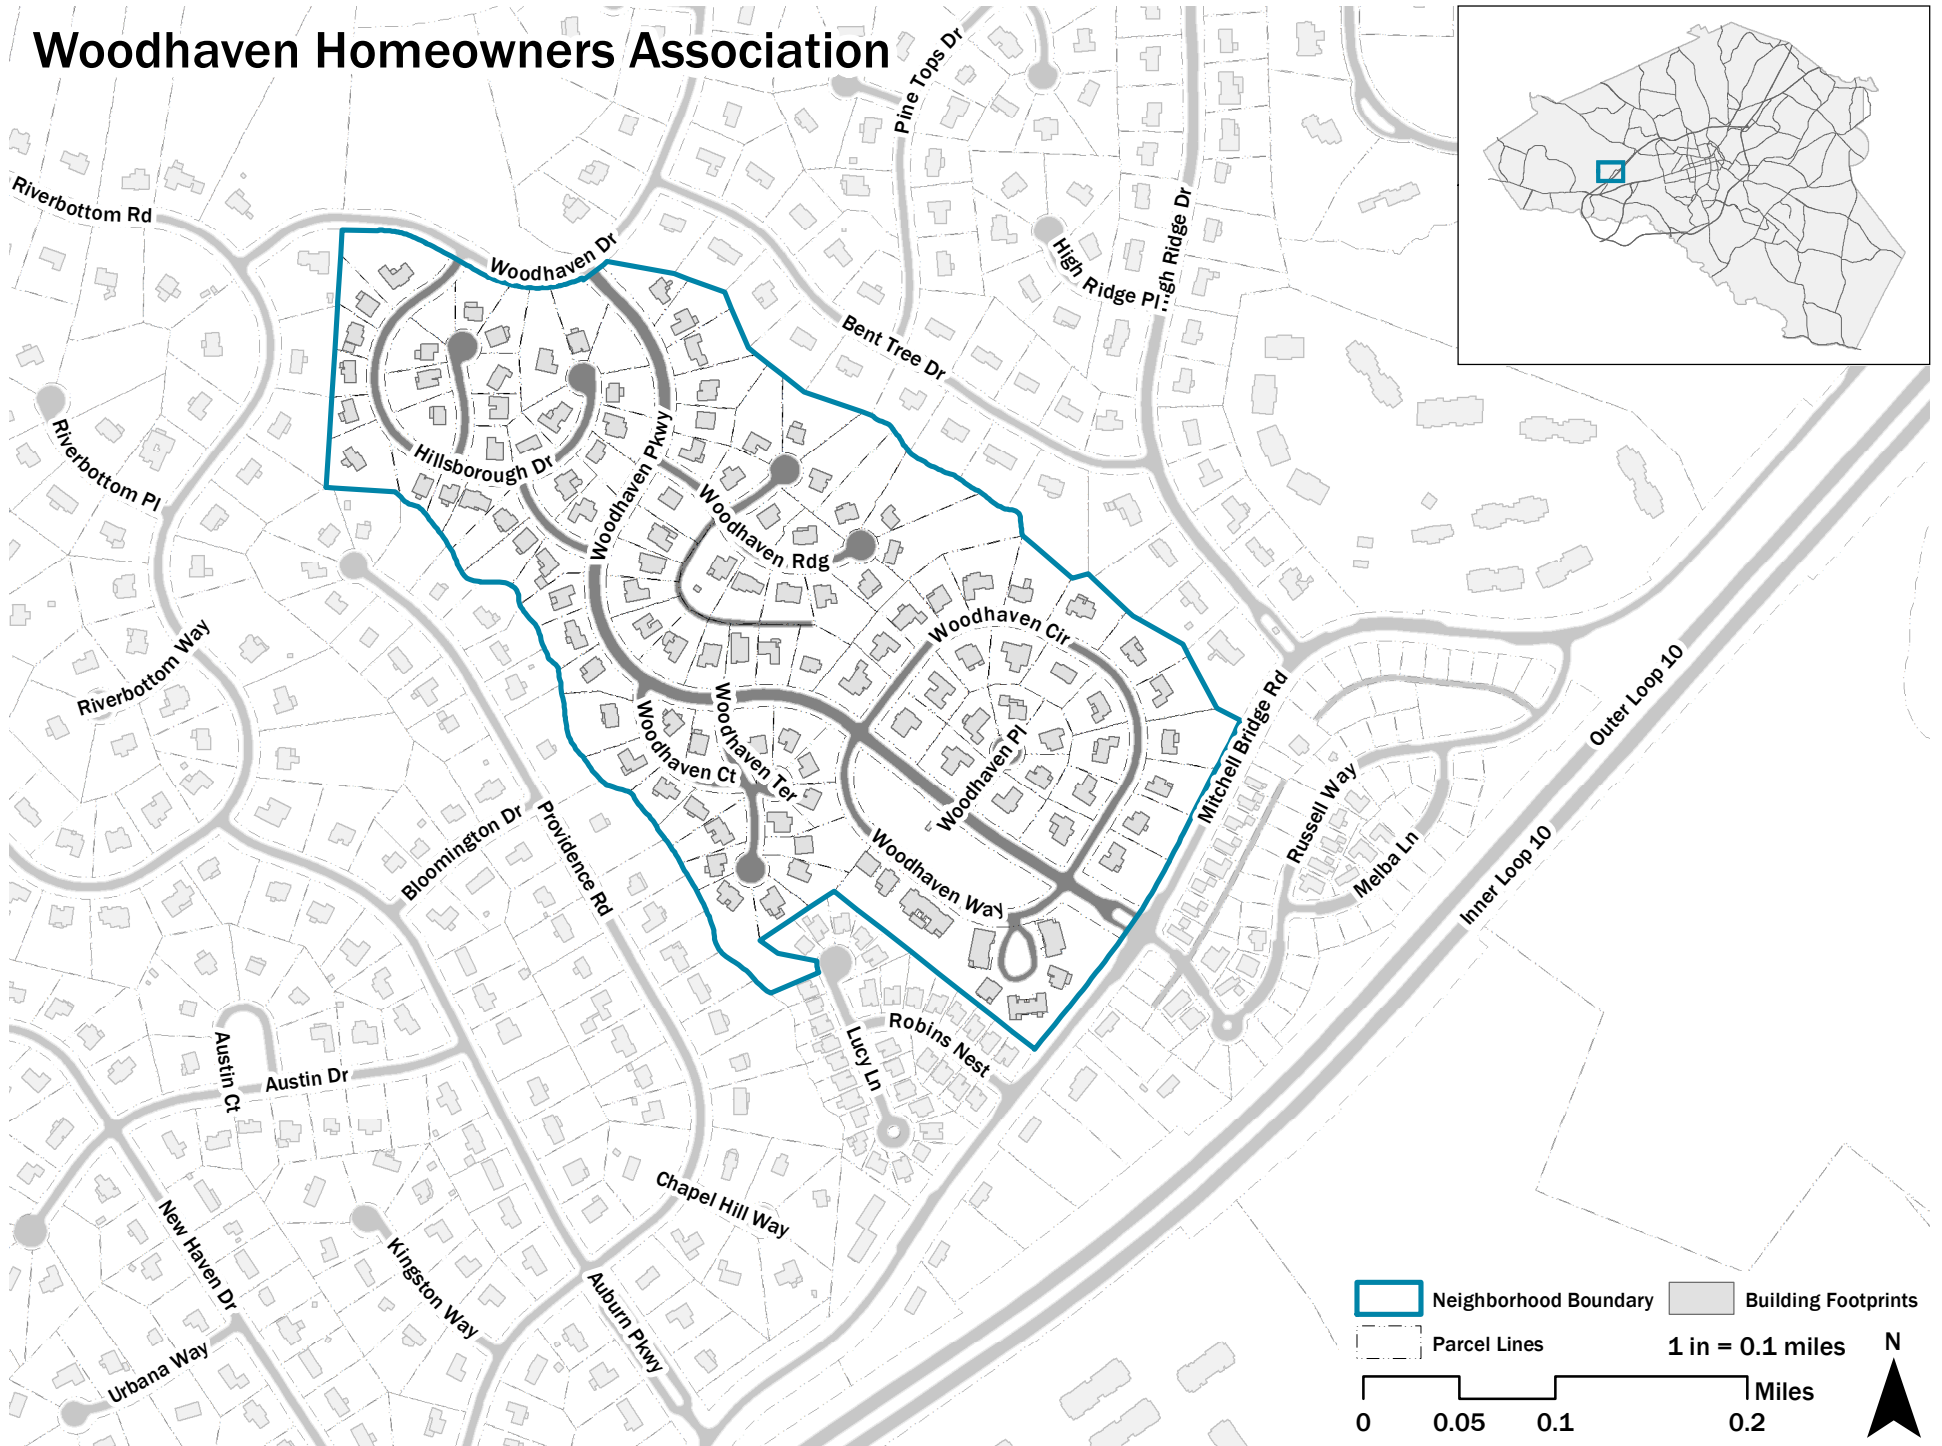 Woodhaven Homeowners Association
Pine Tops Dr
Riverbottom Rd
Woodhaven Dr
High Ridge Pl
...gh Ridge Dr
Bent Tree Dr
Riverbottom Pl
Hillsborough Dr
Woodhaven Pkwy
Woodhaven Rdg
Riverbottom Way
Woodhaven Cir
Woodhaven Ct
Woodhaven Ter
Woodhaven Pl
Mitchell Bridge Rd
Outer Loop 10
Inner Loop 10
Russell Way
Melba Ln
Bloomington Dr
Providence Rd
Woodhaven Way
Robins Nest
Lucy Ln
Austin Ct
Austin Dr
Chapel Hill Way
New Haven Dr
Kingston Way
Auburn Pkwy
Urbana Way
Neighborhood Boundary
Building Footprints
Parcel Lines
1 in = 0.1 miles
N
Miles
0 0.05 0.1 0.2